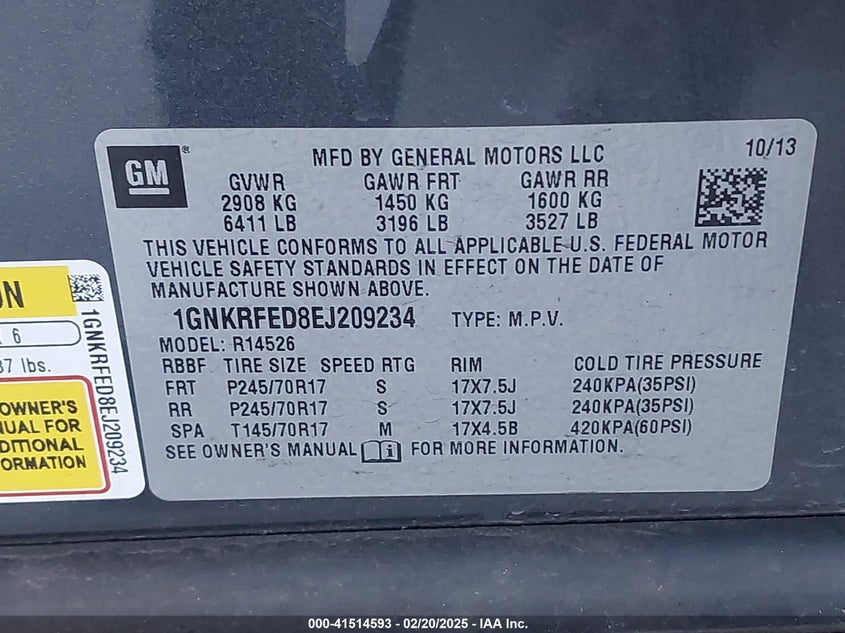 GM
®
MFD BY GENERAL MOTORS LLC
10/13
GVWR GAWR FRT GAWR RR
2908 KG 1450 KG 1600 KG
6411 LB 3196 LB 3527 LB
THIS VEHICLE CONFORMS TO ALL APPLICABLE U.S. FEDERAL MOTOR
VEHICLE SAFETY STANDARDS IN EFFECT ON THE DATE OF
MANUFACTURE SHOWN ABOVE.
1GNKRFED8EJ209234 TYPE: M.P.V.
MODEL: R14526
RBBF TIRE SIZE SPEED RTG RIM COLD TIRE PRESSURE
FRT P245/70R17 S 17X7.5J 240KPA(35PSI)
RR P245/70R17 S 17X7.5J 240KPA(35PSI)
SPA T145/70R17 M 17X4.5B 420KPA(60PSI)
SEE OWNER'S MANUAL FOR MORE INFORMATION.
6
lbs.
OWNER'S
FOR
1GNKRFED8EJ209234
000-41514593 - 02/20/2025 - IAA Inc.